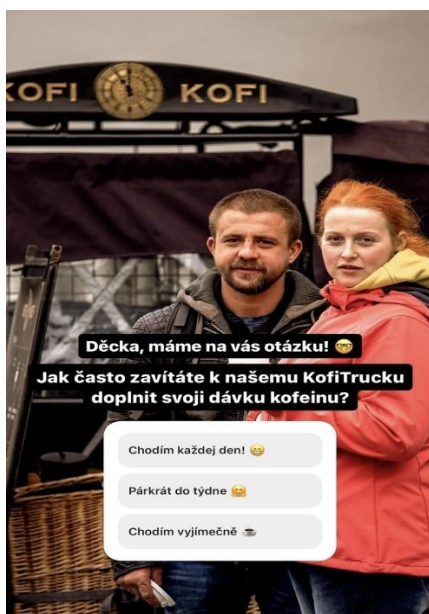 KOFI KOFI
Děcka, máme na vás otázku! 🤓
Jak často zavítáte k našemu KofiTrucku
doplnit svoji dávku kofeinu?
Chodím každej den! 😁
Párkrát do týdne 🤗
Chodím vyjímečně ☕